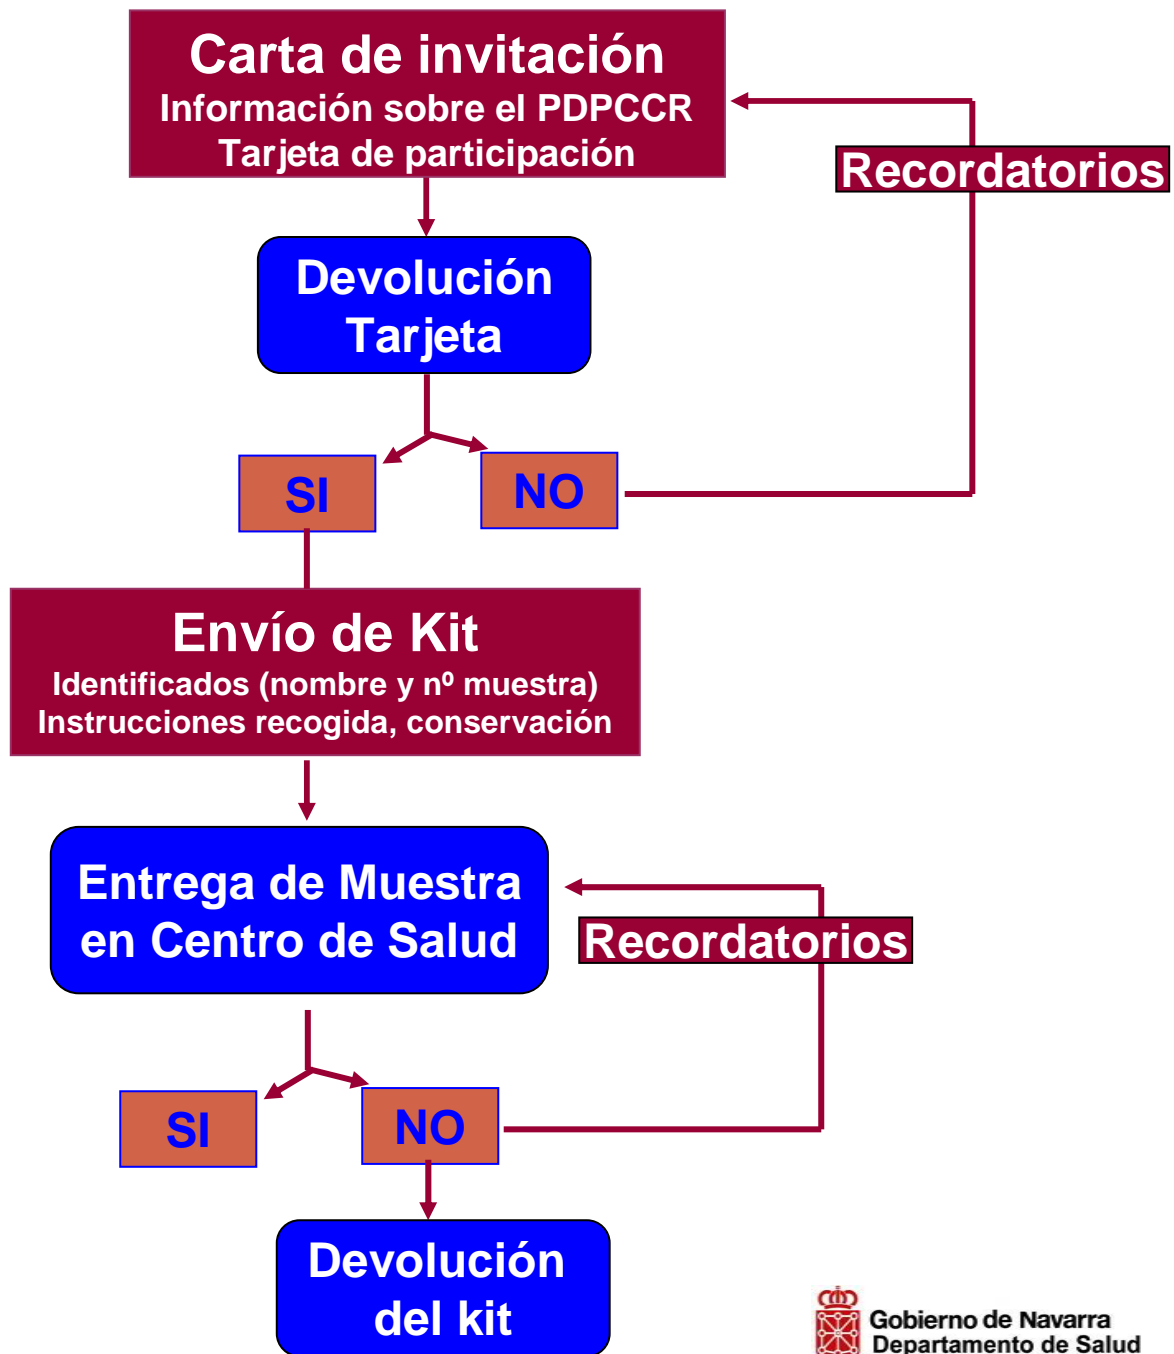 Carta de invitación
Información sobre el PDPCCR
Tarjeta de participación
Recordatorios
Devolución
Tarjeta
SI
NO
Envío de Kit
Identificados (nombre y nº muestra)
Instrucciones recogida, conservación
Entrega de Muestra
en Centro de Salud
Recordatorios
SI
NO
Devolución
del kit
Gobierno de Navarra
Departamento de Salud